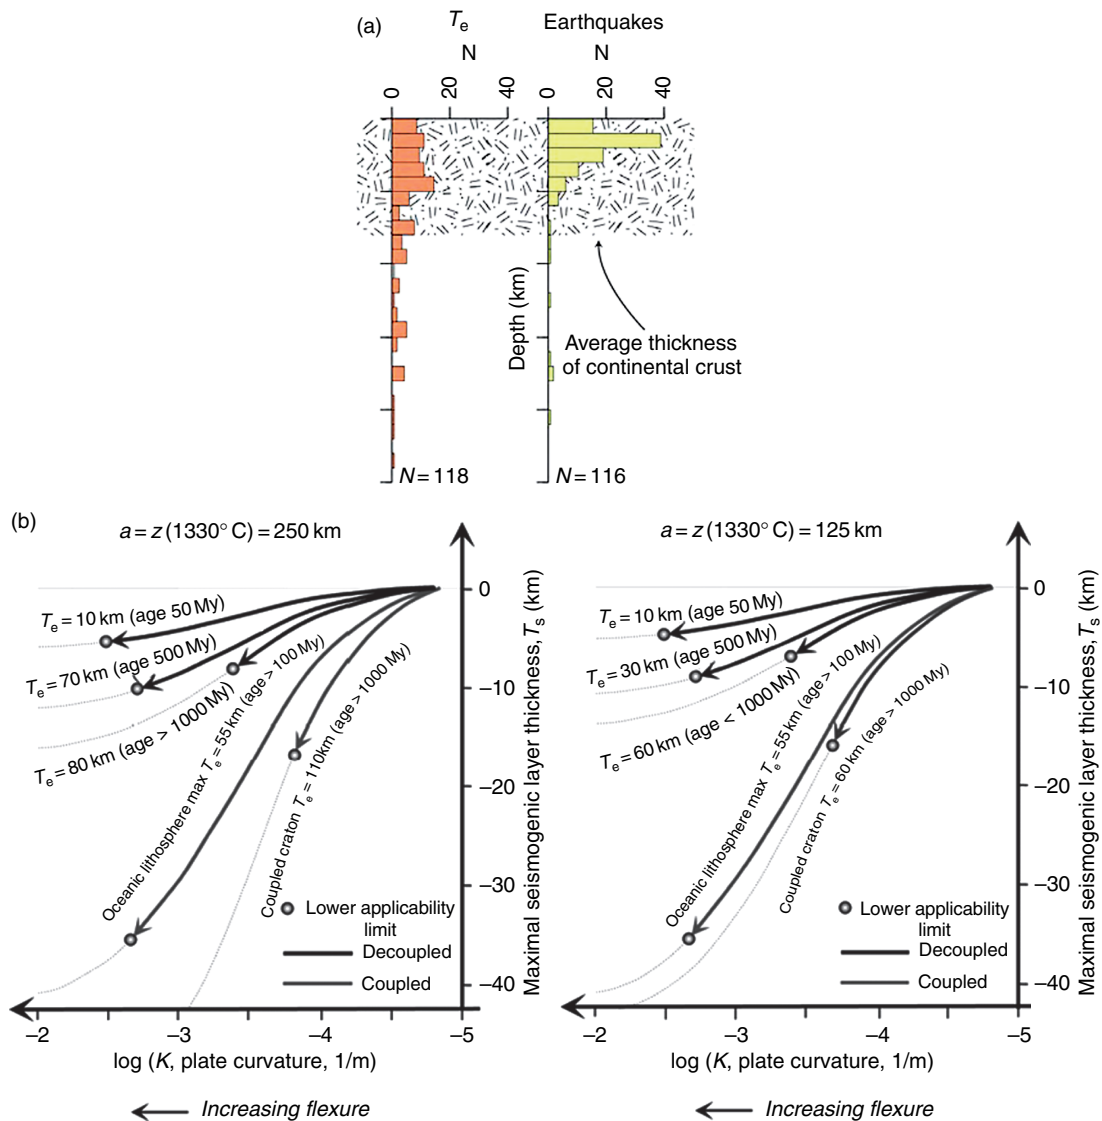 (a)
Te
Earthquakes
N
N
0
20
40
0
20
40
Depth (km)
Average thickness
of continental crust
N = 118
N = 116
(b)
a = z (1330° C) = 250 km
Te = 10 km (age 50 My)
Te = 70 km (age 500 My)
Te = 80 km (age > 1000 My)
Oceanic lithosphere max Te = 55 km (age > 100 My)
Coupled craton Te = 110km (age > 1000 My)
Lower applicability
limit
Decoupled
Coupled
0
−10
−20
−30
−40
Maximal seismogenic layer thickness, Ts (km)
−2
−3
−4
−5
log (K, plate curvature, 1/m)
Increasing flexure
a = z (1330° C) = 125 km
Te = 10 km (age 50 My)
Te = 30 km (age 500 My)
Te = 60 km (age < 1000 My)
Oceanic lithosphere max Te = 55 km (age > 100 My)
Coupled craton Te = 60 km (age > 1000 My)
Lower applicability
limit
Decoupled
Coupled
0
−10
−20
−30
−40
Maximal seismogenic layer thickness, Ts (km)
−2
−3
−4
−5
log (K, plate curvature, 1/m)
Increasing flexure